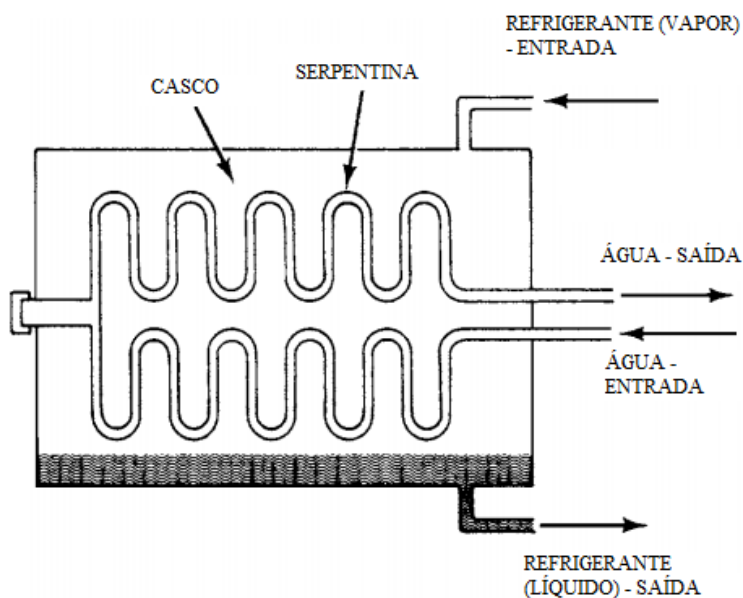 REFRIGERANTE (VAPOR)
- ENTRADA
SERPENTINA
CASCO
ÁGUA - SAÍDA
ÁGUA -
ENTRADA
REFRIGERANTE
(LÍQUIDO) - SAÍDA